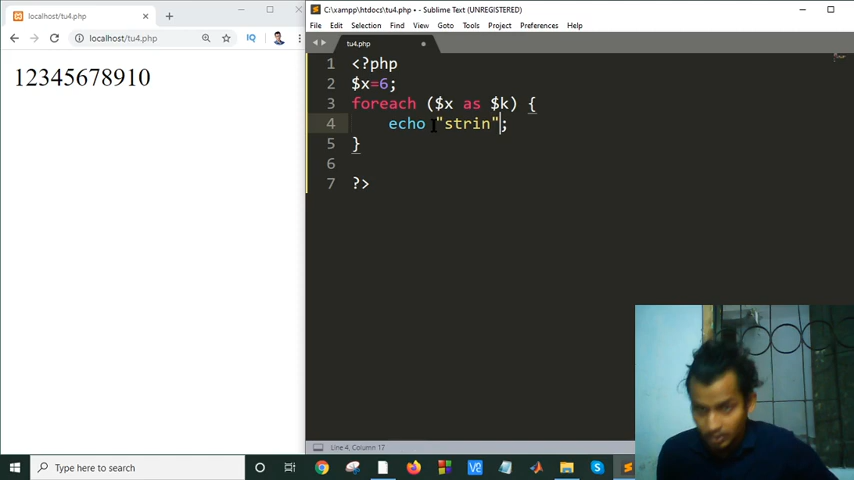 localhost/tu4.php
localhost/tu4.php
IQ
12345678910
C:\xampp\htdocs\tu4.php • - Sublime Text (UNREGISTERED)
File Edit Selection Find View Goto Tools Project Preferences Help
tu4.php
1 <?php
2 $x=6;
3 foreach ($x as $k) {
4 echo "strin";
5 }
6
7 ?>
Line 4, Column 17
Type here to search